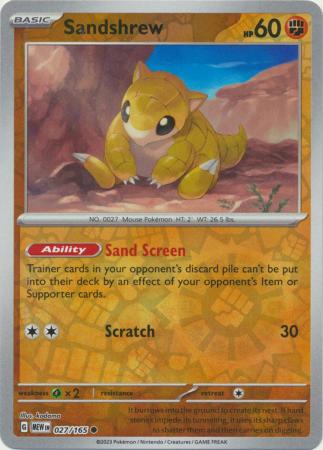 BASIC
Sandshrew
HP 60
NO. 0027 Mouse Pokémon HT: 2' WT: 26.5 lbs.
Ability Sand Screen
Trainer cards in your opponent's discard pile can't be put
into their deck by an effect of your opponent's Item or
Supporter cards.
Scratch 30
weakness ×2 resistance retreat
Illus. kodama
G MEW EN 027/165
It burrows into the ground to create its
nest. If hard stones impede its
tunneling, it uses its sharp claws
to shatter them and then carries on digging.
©2023 Pokémon / Nintendo / Creatures / GAME FREAK